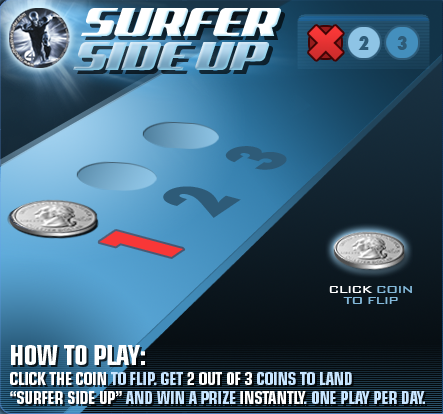 SURFER
SIDE UP
2 3
3
2
1
CLICK COIN
TO FLIP
HOW TO PLAY:
CLICK THE COIN TO FLIP. GET 2 OUT OF 3 COINS TO LAND
“SURFER SIDE UP” AND WIN A PRIZE INSTANTLY. ONE PLAY PER DAY.